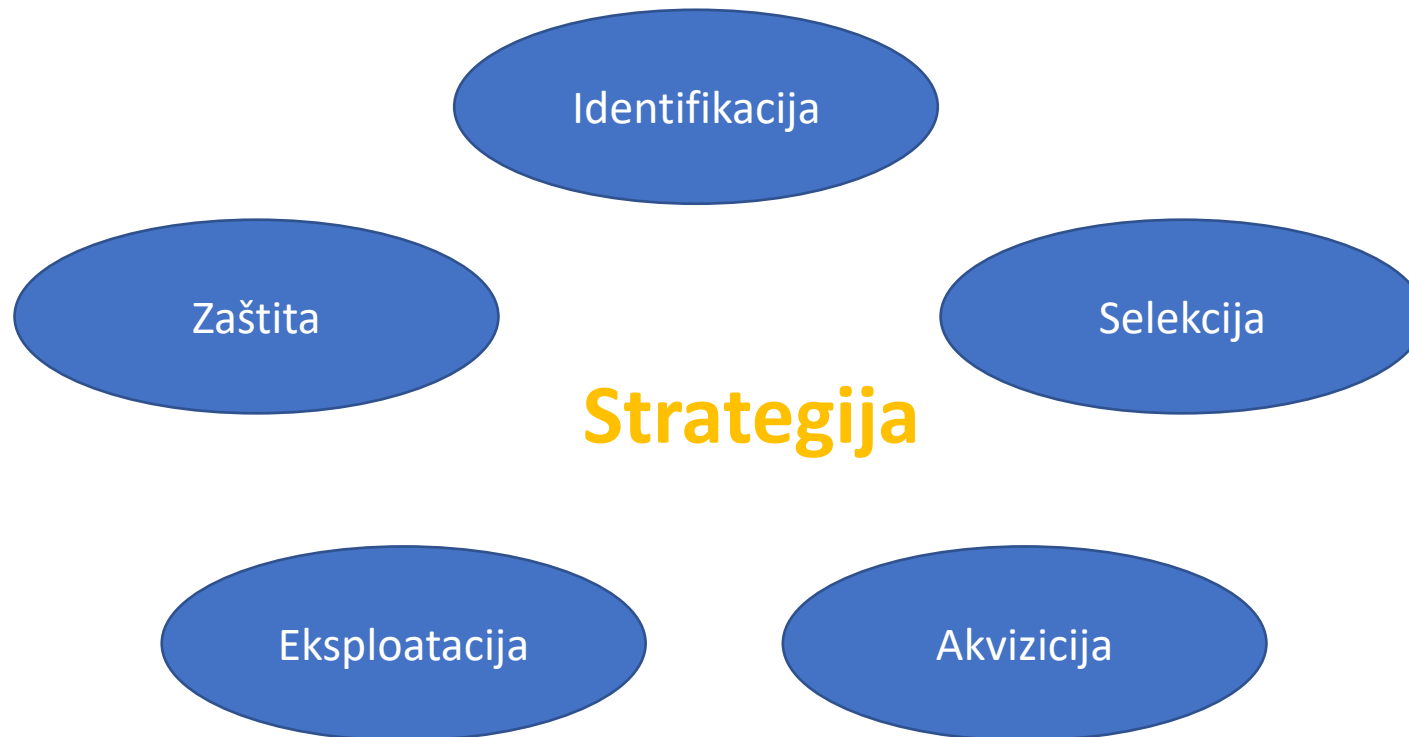 Identifikacija
Zaštita
Selekcija
Strategija
Eksploatacija
Akvizicija